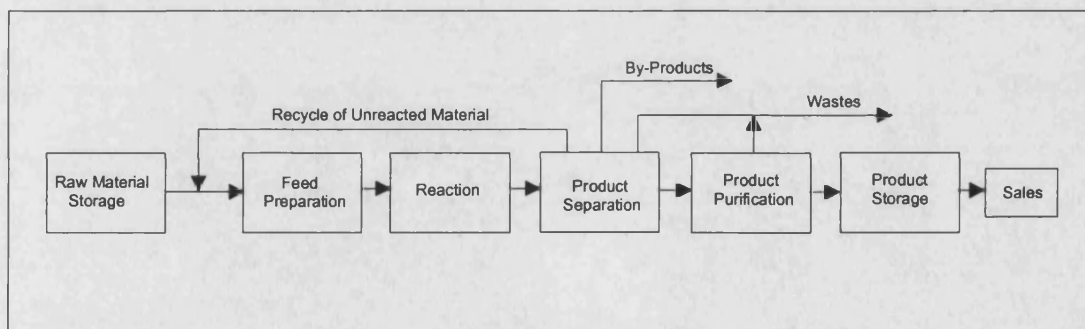 By-Products
Wastes
Recycle of Unreacted Material
Raw Material
Storage
Feed
Preparation
Reaction
Product
Separation
Product
Purification
Product
Storage
Sales